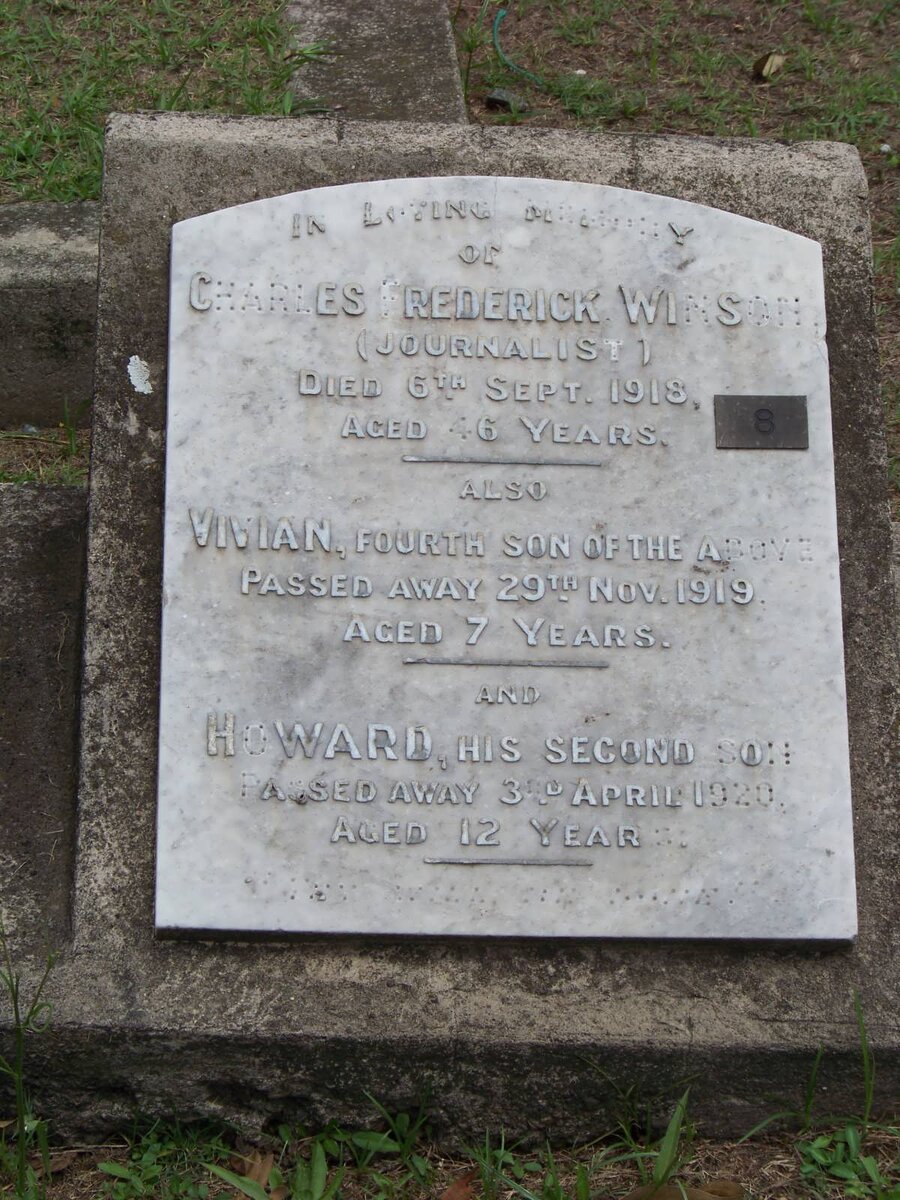 IN LOVING MEMORY
OF
CHARLES FREDERICK WINSON
(JOURNALIST)
DIED 6TH SEPT. 1918.
AGED 46 YEARS.
8
ALSO
VIVIAN, FOURTH SON OF THE ABOVE
PASSED AWAY 29TH NOV. 1919.
AGED 7 YEARS.
AND
HOWARD, HIS SECOND SON
PASSED AWAY 3RD APRIL 1920.
AGED 12 YEARS.